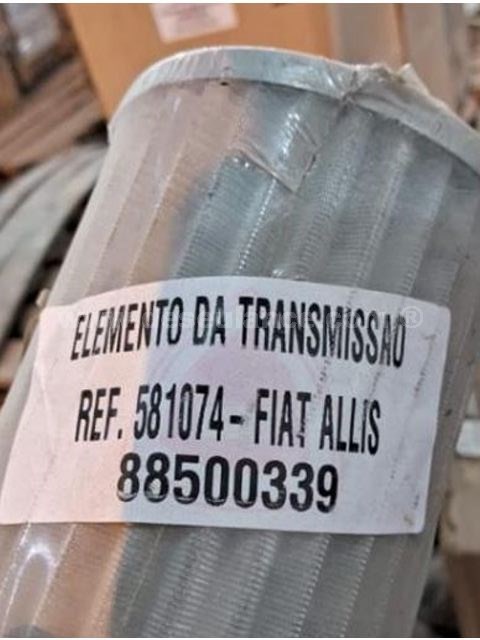 ELEMENTO DA TRANSMISSAO
REF. 581074 - FIAT ALLIS
88500339